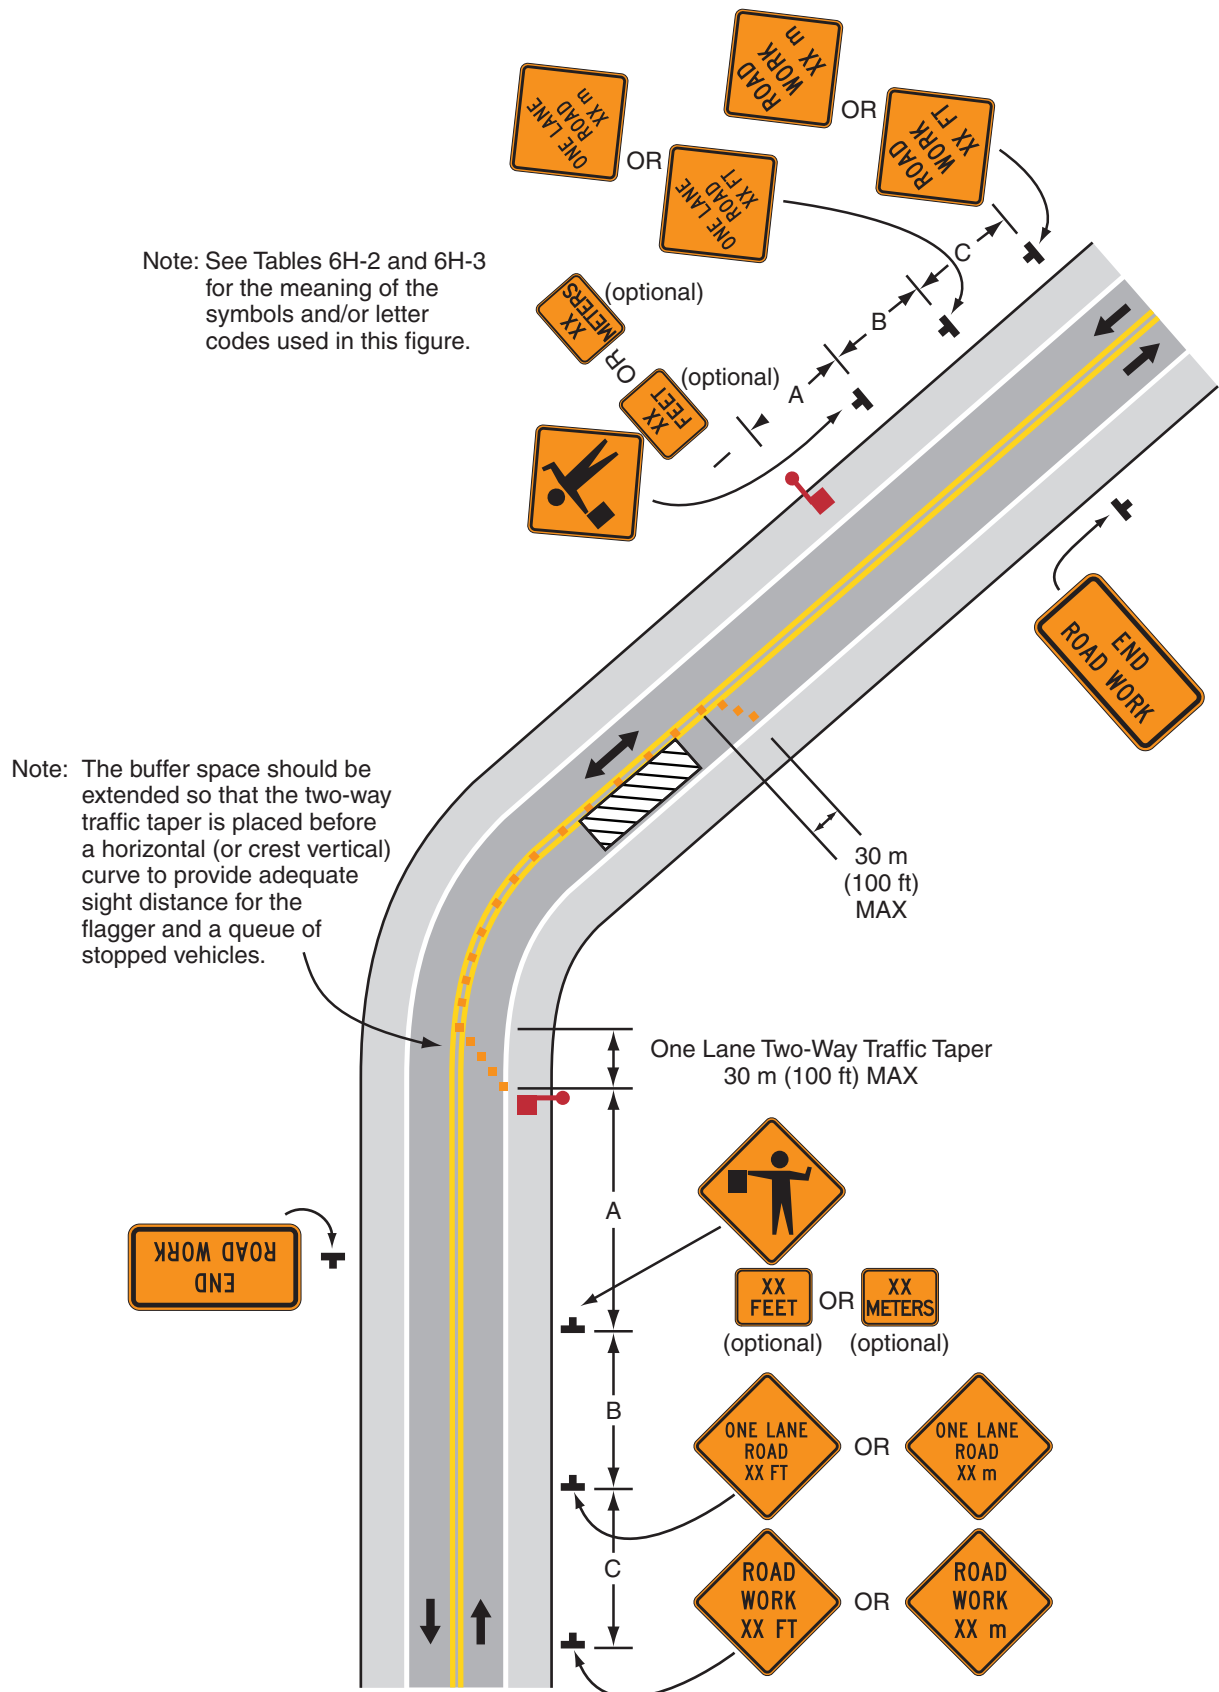 ROAD
WORK
XX m
OR
ROAD
WORK
XX FT
ONE LANE
ROAD
XX m
OR
ONE LANE
ROAD
XX FT
Note: See Tables 6H-2 and 6H-3
for the meaning of the
symbols and/or letter
codes used in this figure.
C
B
A
XX
METERS
(optional)
OR
XX
FEET
(optional)
END
ROAD WORK
Note: The buffer space should be
extended so that the two-way
traffic taper is placed before
a horizontal (or crest vertical)
curve to provide adequate
sight distance for the
flagger and a queue of
stopped vehicles.
30 m
(100 ft)
MAX
One Lane Two-Way Traffic Taper
30 m (100 ft) MAX
A
END
ROAD WORK
XX
FEET
OR
XX
METERS
(optional)
(optional)
B
ONE LANE
ROAD
XX FT
OR
ONE LANE
ROAD
XX m
C
ROAD
WORK
XX FT
OR
ROAD
WORK
XX m